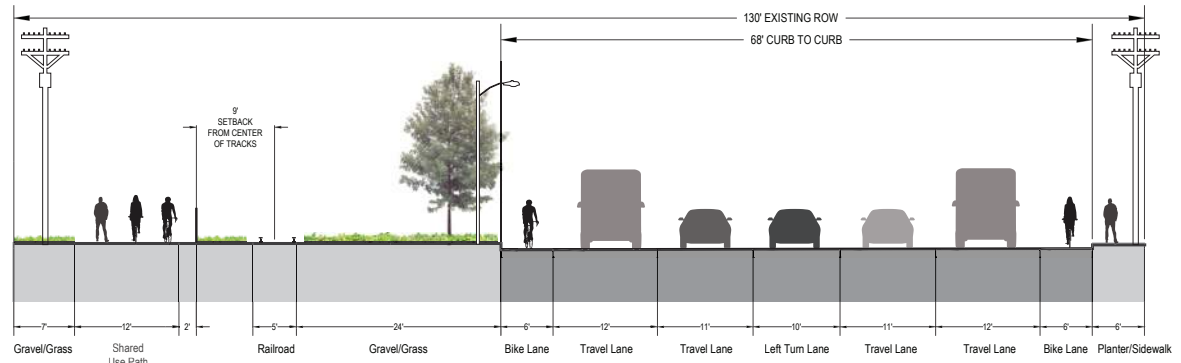 130' EXISTING ROW
68' CURB TO CURB
9'
SETBACK
FROM CENTER
OF TRACKS
7' 12' 2' 5' 24' 6' 12' 11' 10' 11' 12' 6' 6'
Gravel/Grass Shared Railroad Gravel/Grass Bike Lane Travel Lane Travel Lane Left Turn Lane Travel Lane Travel Lane Bike Lane Planter/Sidewalk
Use Path